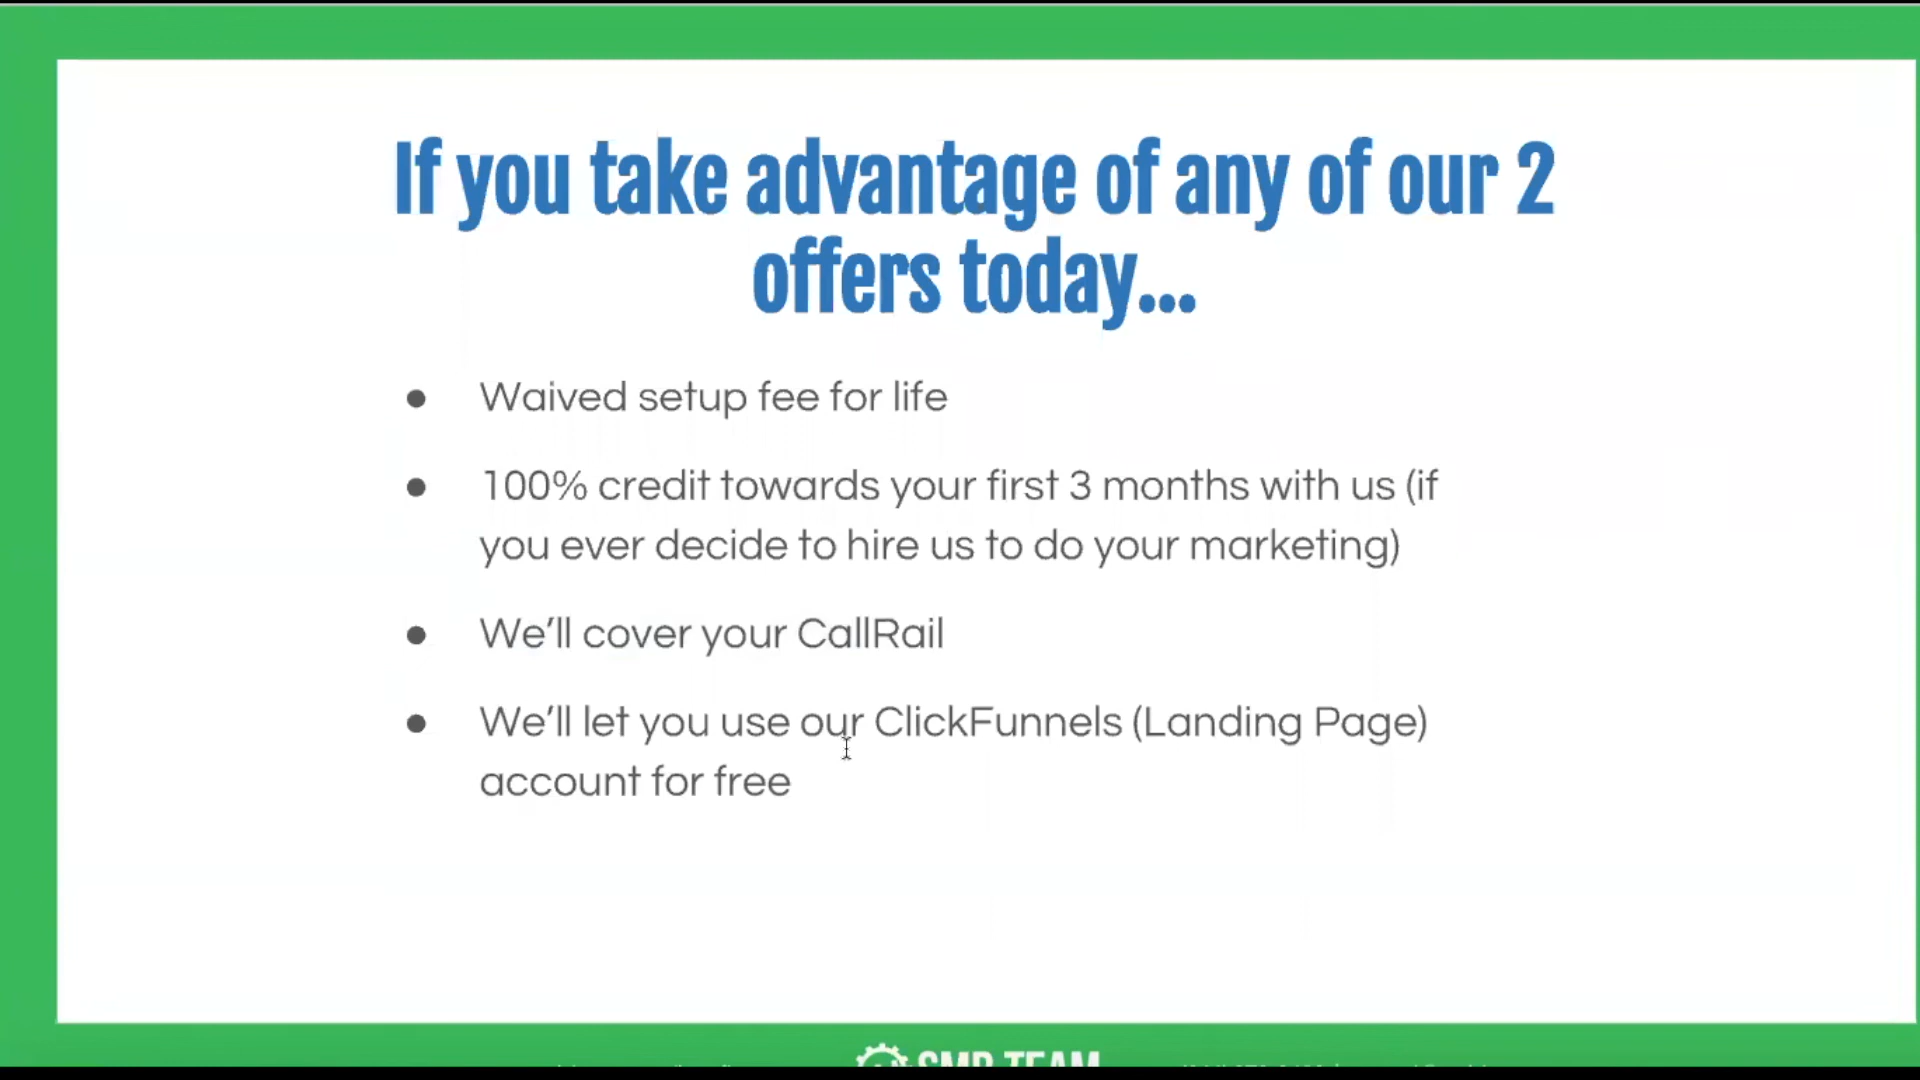 If you take advantage of any of our 2
offers today...
● Waived setup fee for life
● 100% credit towards your first 3 months with us (if
you ever decide to hire us to do your marketing)
● We’ll cover your CallRail
● We’ll let you use our ClickFunnels (Landing Page)
account for free
SMB TEAM